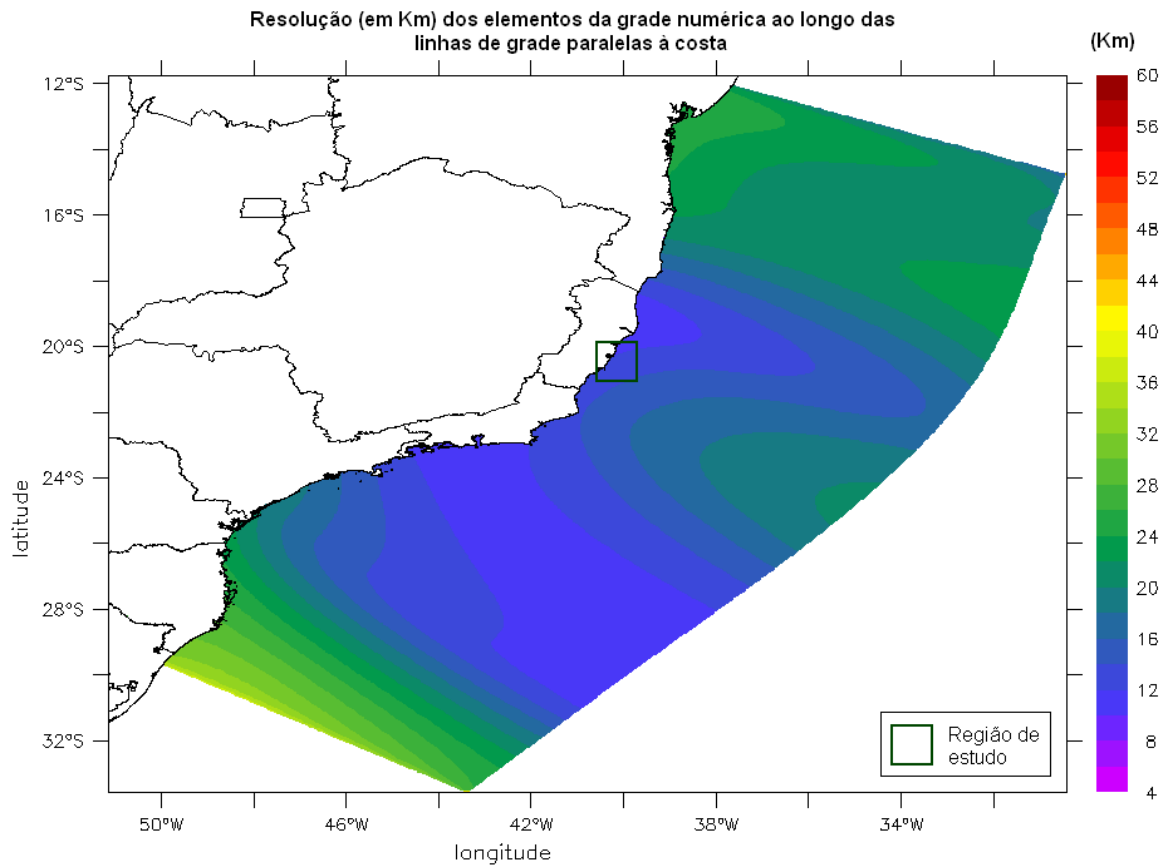 Resolução (em Km) dos elementos da grade numérica ao longo das
linhas de grade paralelas à costa
(Km)
60
56
52
48
44
40
36
32
28
24
20
16
12
8
4
12°S
16°S
20°S
24°S
28°S
32°S
latitude
50°W 46°W 42°W 38°W 34°W
longitude
Região de
estudo